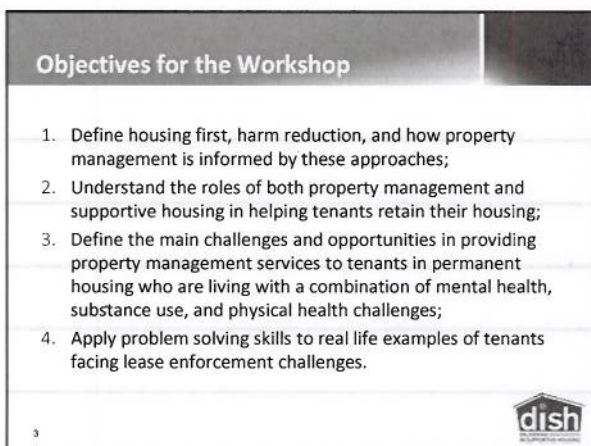 Objectives for the Workshop
1. Define housing first, harm reduction, and how property
management is informed by these approaches;
2. Understand the roles of both property management and
supportive housing in helping tenants retain their housing;
3. Define the main challenges and opportunities in providing
property management services to tenants in permanent
housing who are living with a combination of mental health,
substance use, and physical health challenges;
4. Apply problem solving skills to real life examples of tenants
facing lease enforcement challenges.
3
dish